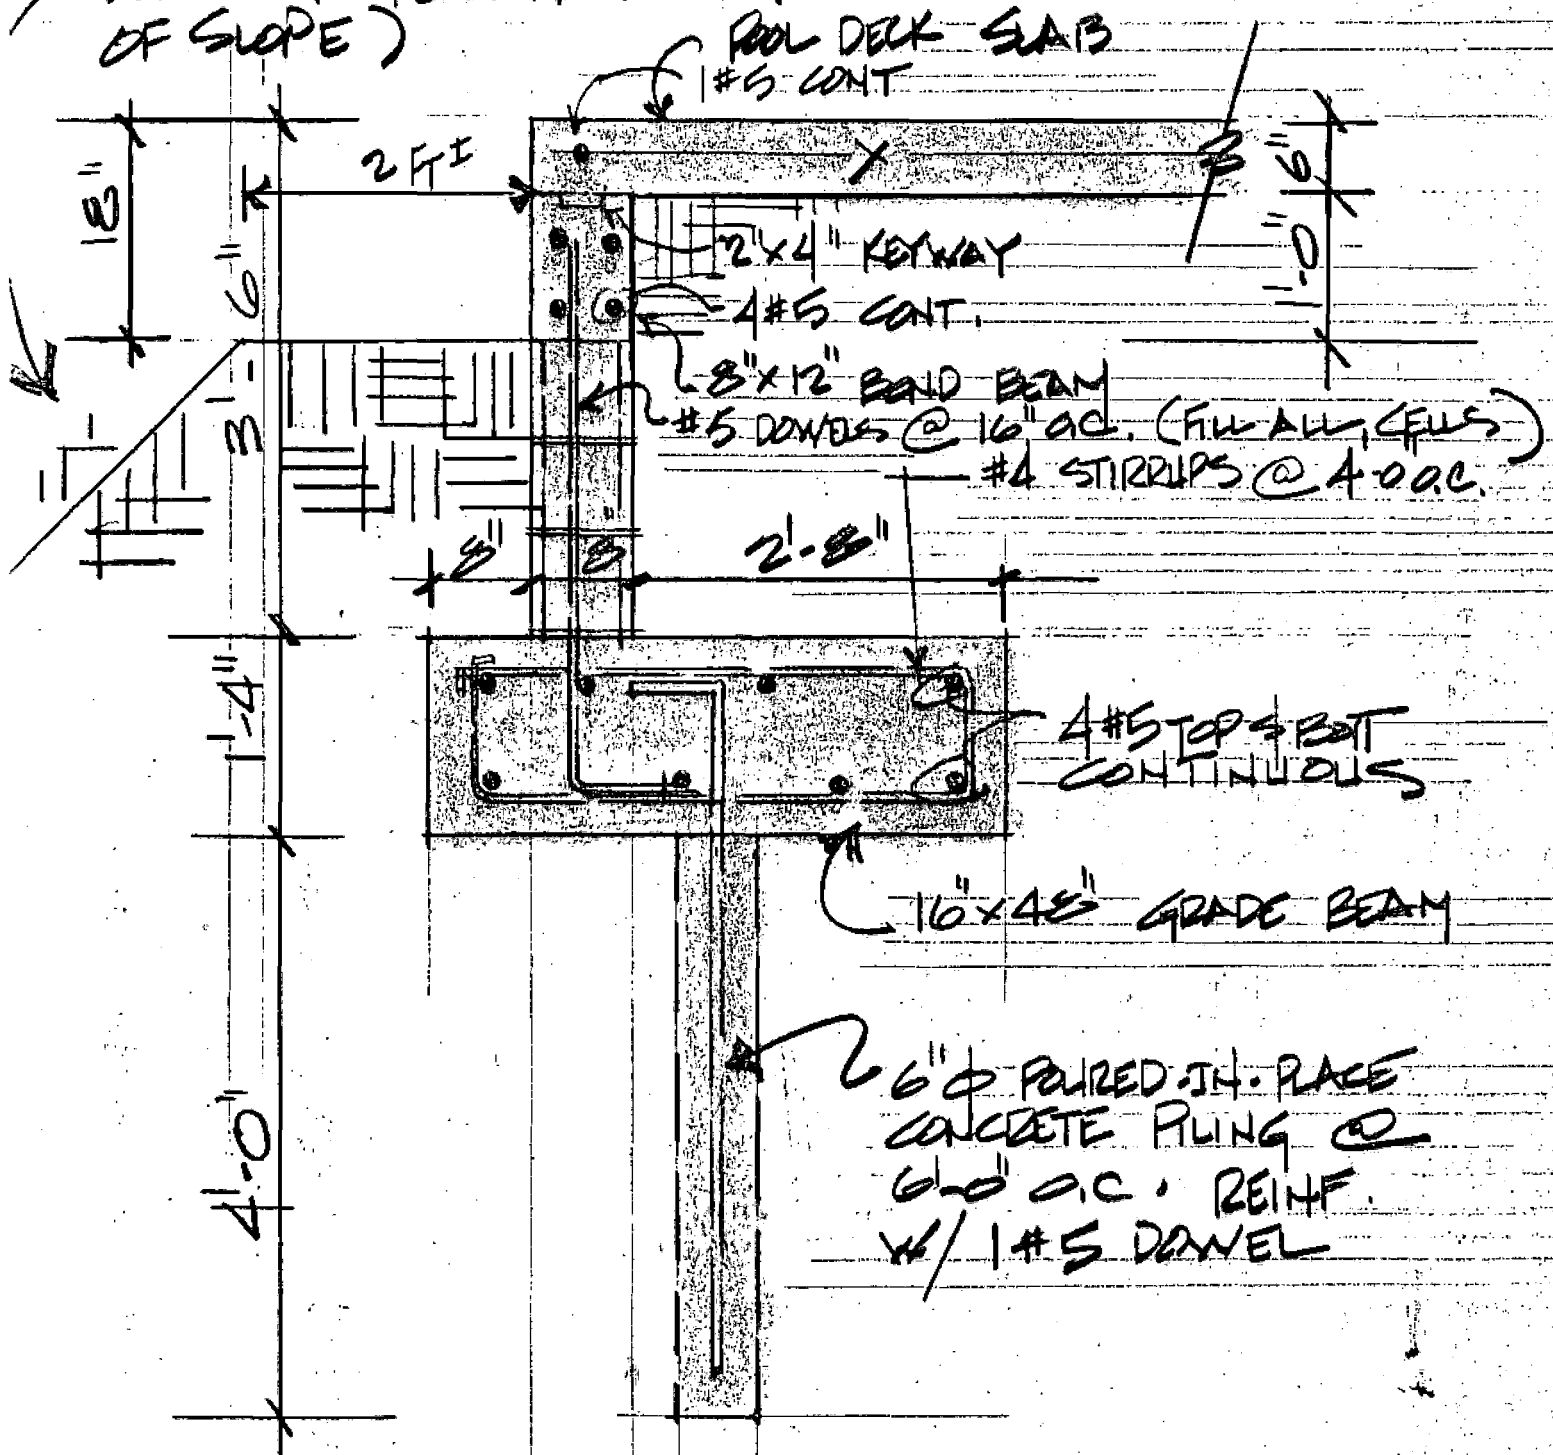 OF SLOPE)
POOL DECK SLAB
1#5 CONT
18"
2 FT ±
6"
3'-6"
1'-0"
2"x4" KEYWAY
4#5 CONT.
8"x12" BOND BEAM
#5 DOWELS @ 16" O.C. (FILL ALL CELLS)
#4 STIRRUPS @ 4-0 O.C.
8"
8"
2'-8"
1'-4"
4#5 TOP & BOTT
CONTINUOUS
16"x48" GRADE BEAM
4'-0"
6"Ø POURED-IN-PLACE
CONCRETE PILING @
6'-0" O.C. REINF.
W/ 1#5 DOWEL